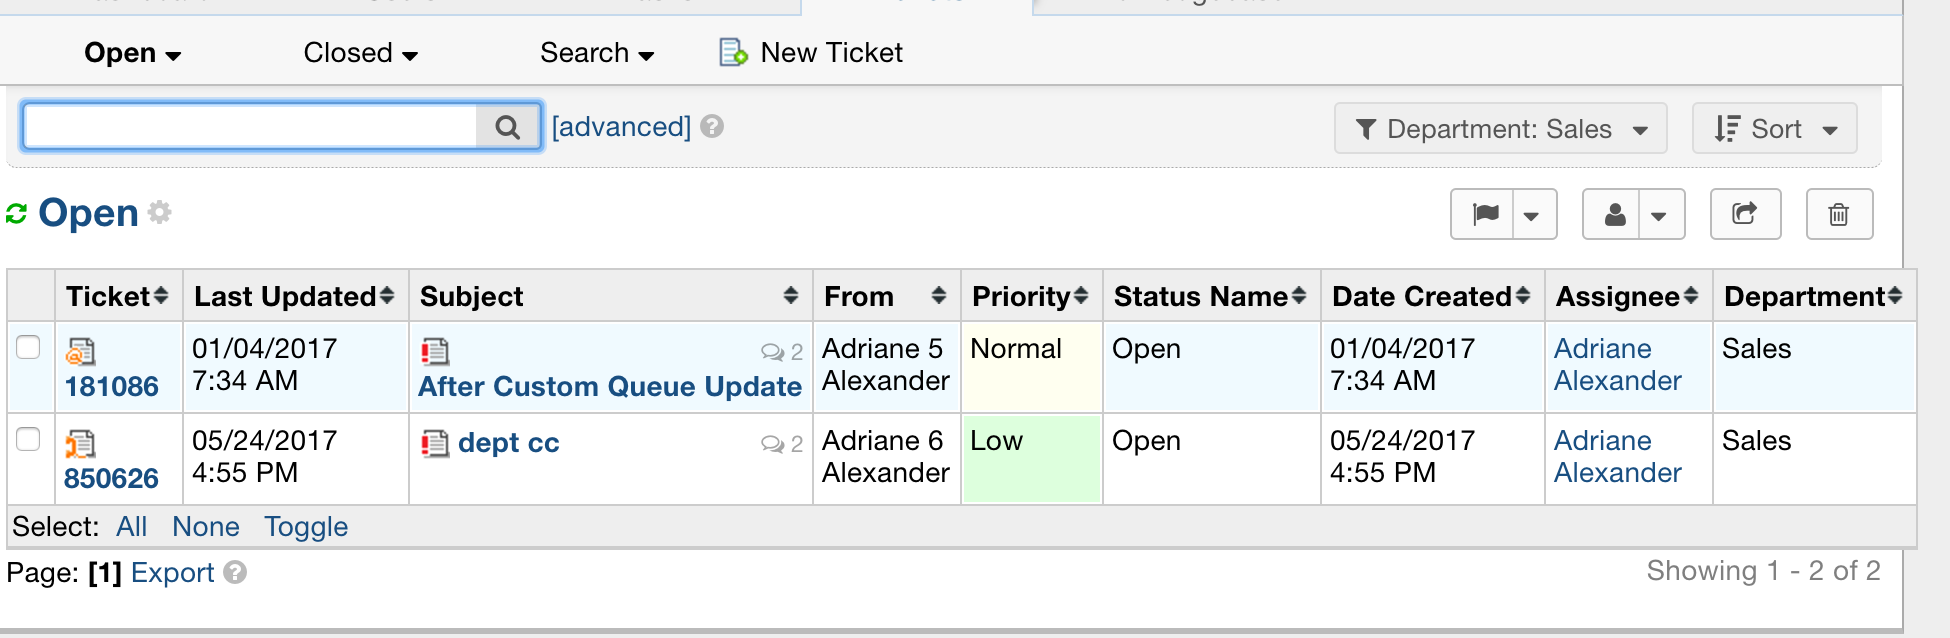 Open Closed Search New Ticket
[advanced] Department: Sales Sort
Open
Ticket Last Updated Subject From Priority Status Name Date Created Assignee Department
181086 01/04/2017 7:34 AM After Custom Queue Update 2 Adriane 5 Alexander Normal Open 01/04/2017 7:34 AM Adriane Alexander Sales
850626 05/24/2017 4:55 PM dept cc 2 Adriane 6 Alexander Low Open 05/24/2017 4:55 PM Adriane Alexander Sales
Select: All None Toggle
Page: [1] Export Showing 1 - 2 of 2